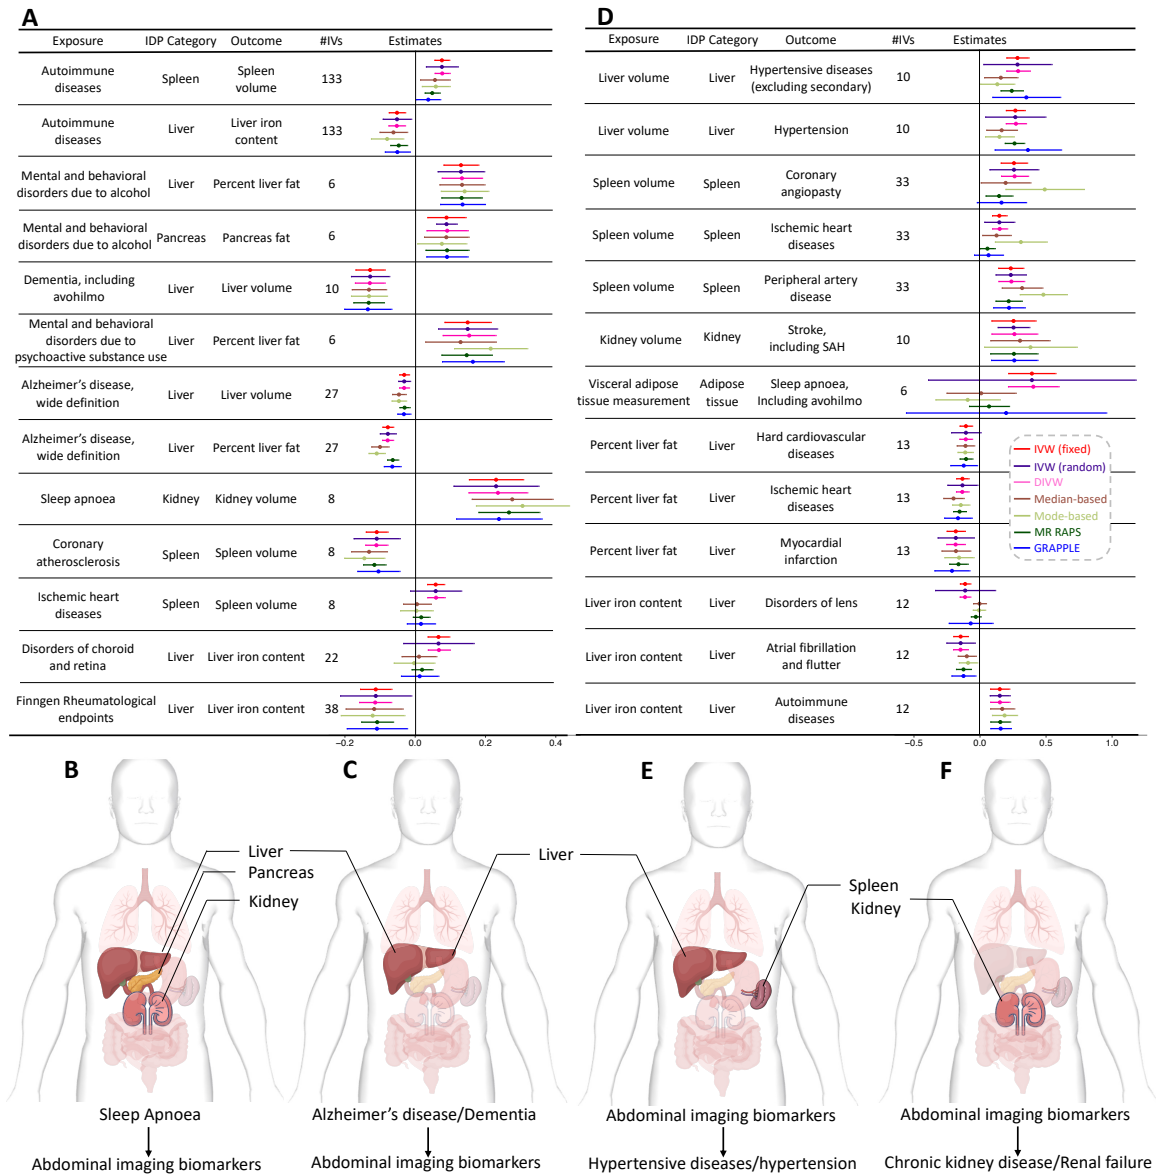 A
Exposure IDP Category Outcome #IVs Estimates
Autoimmune diseases Spleen Spleen volume 133
Autoimmune diseases Liver Liver iron content 133
Mental and behavioral disorders due to alcohol Liver Percent liver fat 6
Mental and behavioral disorders due to alcohol Pancreas Pancreas fat 6
Dementia, including avohilmo Liver Liver volume 10
Mental and behavioral disorders due to psychoactive substance use Liver Percent liver fat 6
Alzheimer's disease, wide definition Liver Liver volume 27
Alzheimer's disease, wide definition Liver Percent liver fat 27
Sleep apnoea Kidney Kidney volume 8
Coronary atherosclerosis Spleen Spleen volume 8
Ischemic heart diseases Spleen Spleen volume 8
Disorders of choroid and retina Liver Liver iron content 22
Finngen Rheumatological endpoints Liver Liver iron content 38
−0.2 0.0 0.2 0.4
D
Exposure IDP Category Outcome #IVs Estimates
Liver volume Liver Hypertensive diseases (excluding secondary) 10
Liver volume Liver Hypertension 10
Spleen volume Spleen Coronary angiopasty 33
Spleen volume Spleen Ischemic heart diseases 33
Spleen volume Spleen Peripheral artery disease 33
Kidney volume Kidney Stroke, including SAH 10
Visceral adipose tissue measurement Adipose tissue Sleep apnoea, Including avohilmo 6
Percent liver fat Liver Hard cardiovascular diseases 13
Percent liver fat Liver Ischemic heart diseases 13
Percent liver fat Liver Myocardial infarction 13
Liver iron content Liver Disorders of lens 12
Liver iron content Liver Atrial fibrillation and flutter 12
Liver iron content Liver Autoimmune diseases 12
−0.5 0.0 0.5 1.0
IVW (fixed)
IVW (random)
DIVW
Median-based
Mode-based
MR RAPS
GRAPPLE
B
Liver
Pancreas
Kidney
Sleep Apnoea
Abdominal imaging biomarkers
C
Liver
Alzheimer's disease/Dementia
Abdominal imaging biomarkers
E
Spleen
Abdominal imaging biomarkers
Hypertensive diseases/hypertension
F
Kidney
Abdominal imaging biomarkers
Chronic kidney disease/Renal failure